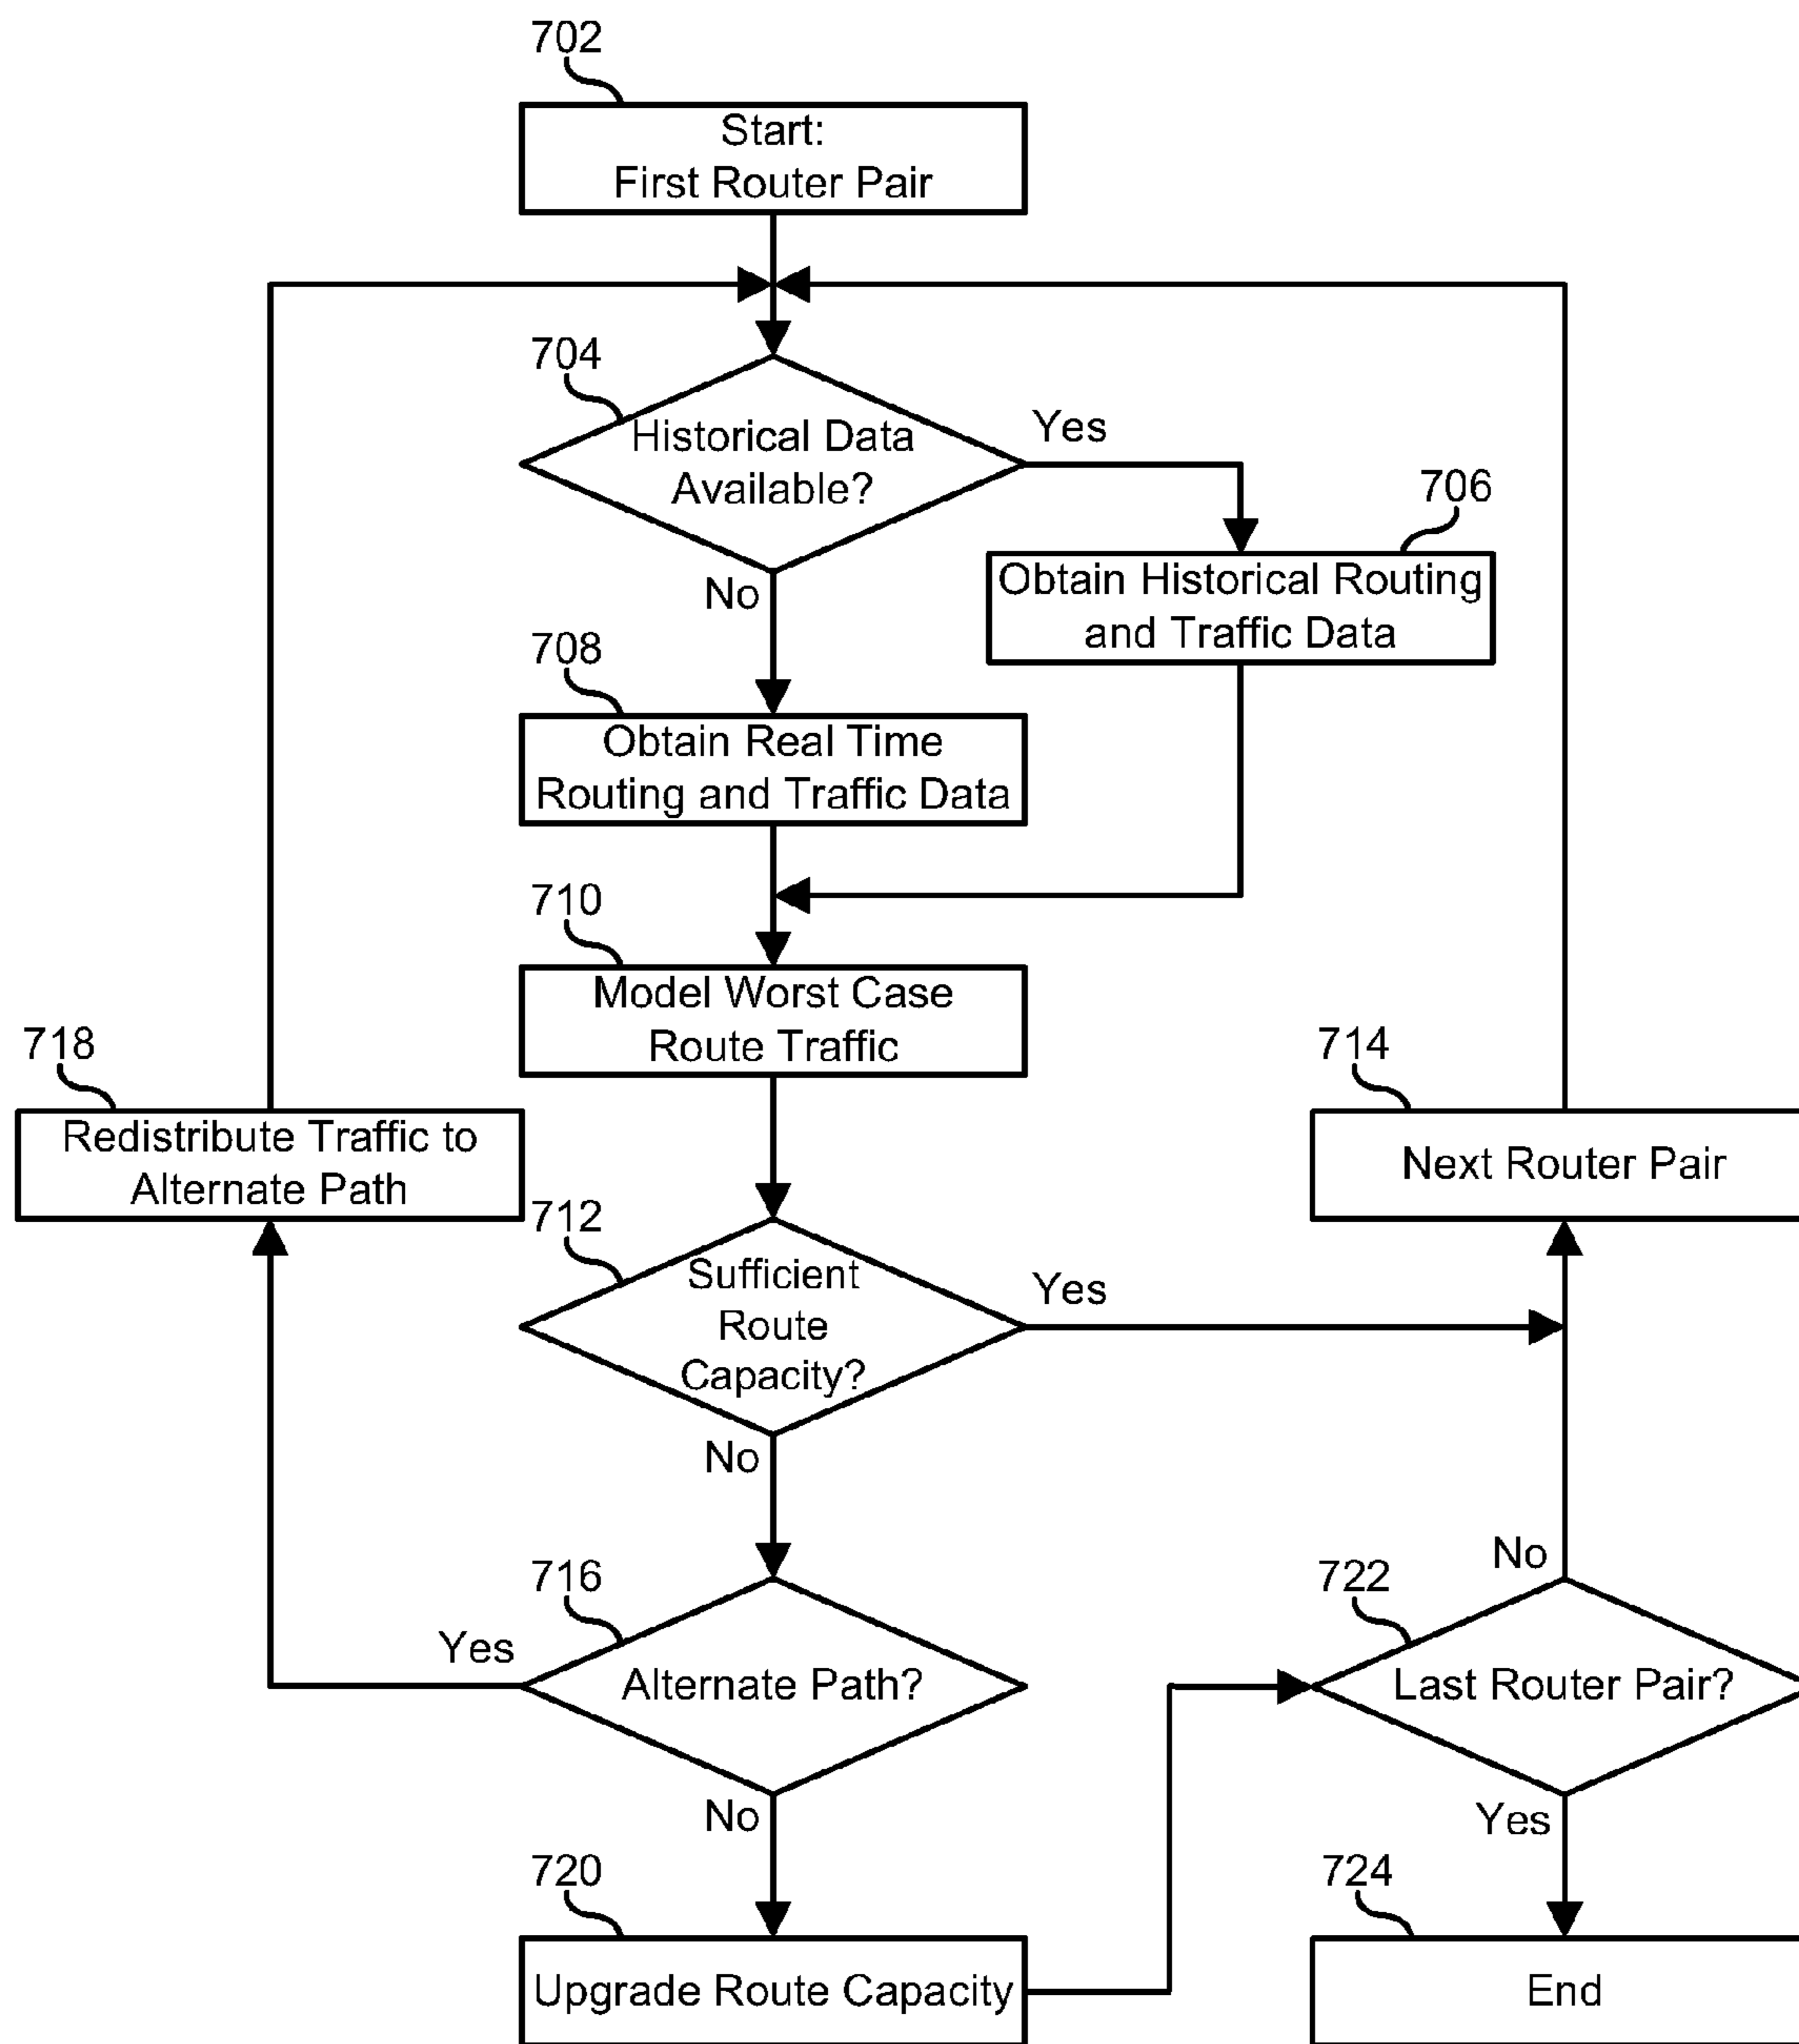 702
Start:
First Router Pair
704
Historical Data
Available?
Yes
No
706
Obtain Historical Routing
and Traffic Data
708
Obtain Real Time
Routing and Traffic Data
710
Model Worst Case
Route Traffic
718
Redistribute Traffic to
Alternate Path
714
Next Router Pair
712
Sufficient
Route
Capacity?
Yes
No
716
Alternate Path?
Yes
No
722
Last Router Pair?
No
Yes
720
Upgrade Route Capacity
724
End